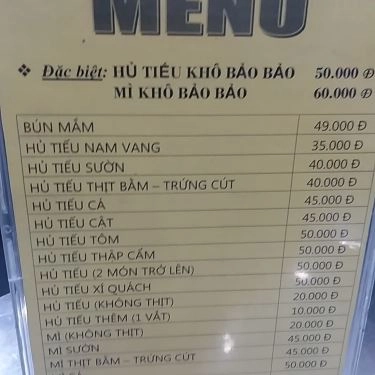 MENU
❖ Đặc biệt: HỦ TIẾU KHÔ BẢO BẢO 50.000 Đ
MÌ KHÔ BẢO BẢO 60.000 Đ
BÚN MẮM 49.000 Đ
HỦ TIẾU NAM VANG 35.000 Đ
HỦ TIẾU SƯỜN 40.000 Đ
HỦ TIẾU THỊT BẰM – TRỨNG CÚT 40.000 Đ
HỦ TIẾU CÁ 45.000 Đ
HỦ TIẾU CẬT 45.000 Đ
HỦ TIẾU TÔM 50.000 Đ
HỦ TIẾU THẬP CẨM 50.000 Đ
HỦ TIẾU (2 MÓN TRỞ LÊN) 50.000 Đ
HỦ TIẾU XÍ QUÁCH 50.000 Đ
HỦ TIẾU (KHÔNG THỊT) 20.000 Đ
HỦ TIẾU THÊM (1 VẮT) 10.000 Đ
MÌ (KHÔNG THỊT) 20.000 Đ
MÌ SƯỜN 45.000 Đ
MÌ THỊT BẰM – TRỨNG CÚT 45.000 Đ
50.000 Đ